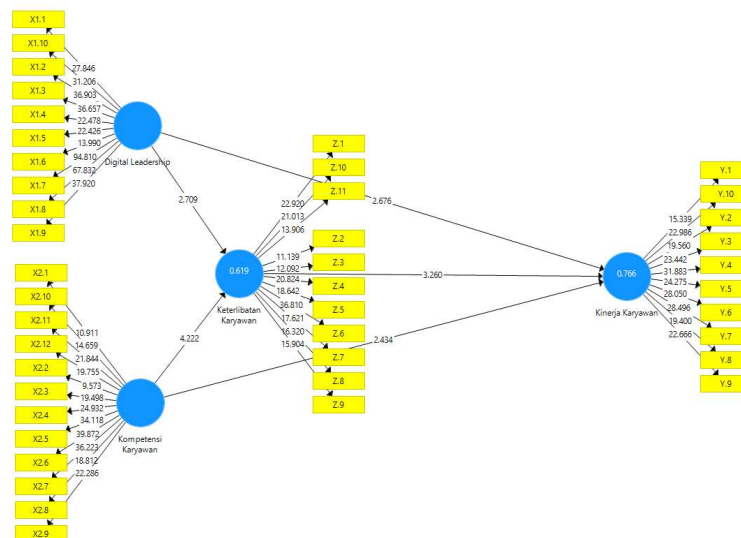 X1.1
X1.10
X1.2
X1.3
X1.4
X1.5
X1.6
X1.7
X1.8
X1.9
27.846
31.206
36.903
36.657
22.478
22.426
13.990
94.810
67.832
37.920
Digital Leadership
2.709
X2.1
X2.10
X2.11
X2.12
X2.2
X2.3
X2.4
X2.5
X2.6
X2.7
X2.8
X2.9
10.911
14.659
21.844
19.755
9.573
19.498
24.932
34.118
39.872
36.223
18.812
22.286
Kompetensi
Karyawan
4.222
0.619
Keterlibatan
Karyawan
22.920
21.013
13.906
11.139
12.092
20.824
18.642
36.810
17.621
16.320
15.904
Z.1
Z.10
Z.11
Z.2
Z.3
Z.4
Z.5
Z.6
Z.7
Z.8
Z.9
2.676
3.260
2.434
0.766
Kinerja Karyawan
15.339
22.986
19.560
23.442
31.883
24.275
28.050
28.496
19.400
22.666
Y.1
Y.10
Y.2
Y.3
Y.4
Y.5
Y.6
Y.7
Y.8
Y.9